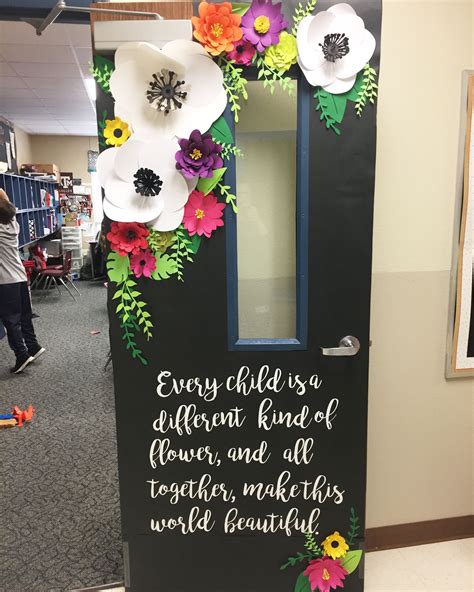 Every child is a
different kind of
flower, and all
together, make this
world beautiful.